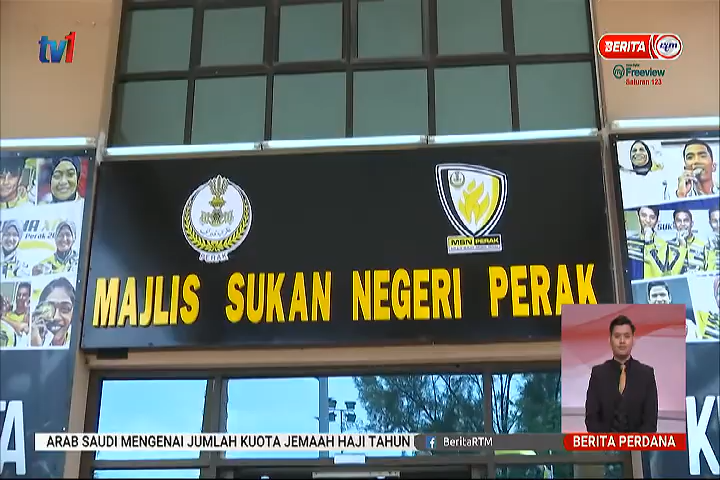 tv1
BERITA rtm
Freeview
Saluran 123
PERAK
MSN PERAK
MAJLIS SUKAN NEGERI PERAK
ARAB SAUDI MENGENAI JUMLAH KUOTA JEMAAH HAJI TAHUN
BeritaRTM
BERITA PERDANA